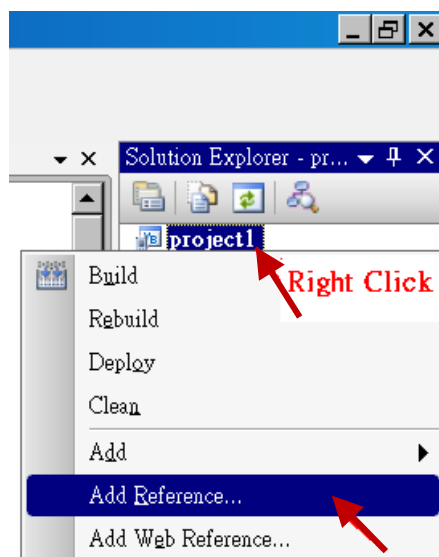 Solution Explorer - pr...
project1
Right Click
Build
Rebuild
Deploy
Clean
Add
Add Reference...
Add Web Reference...